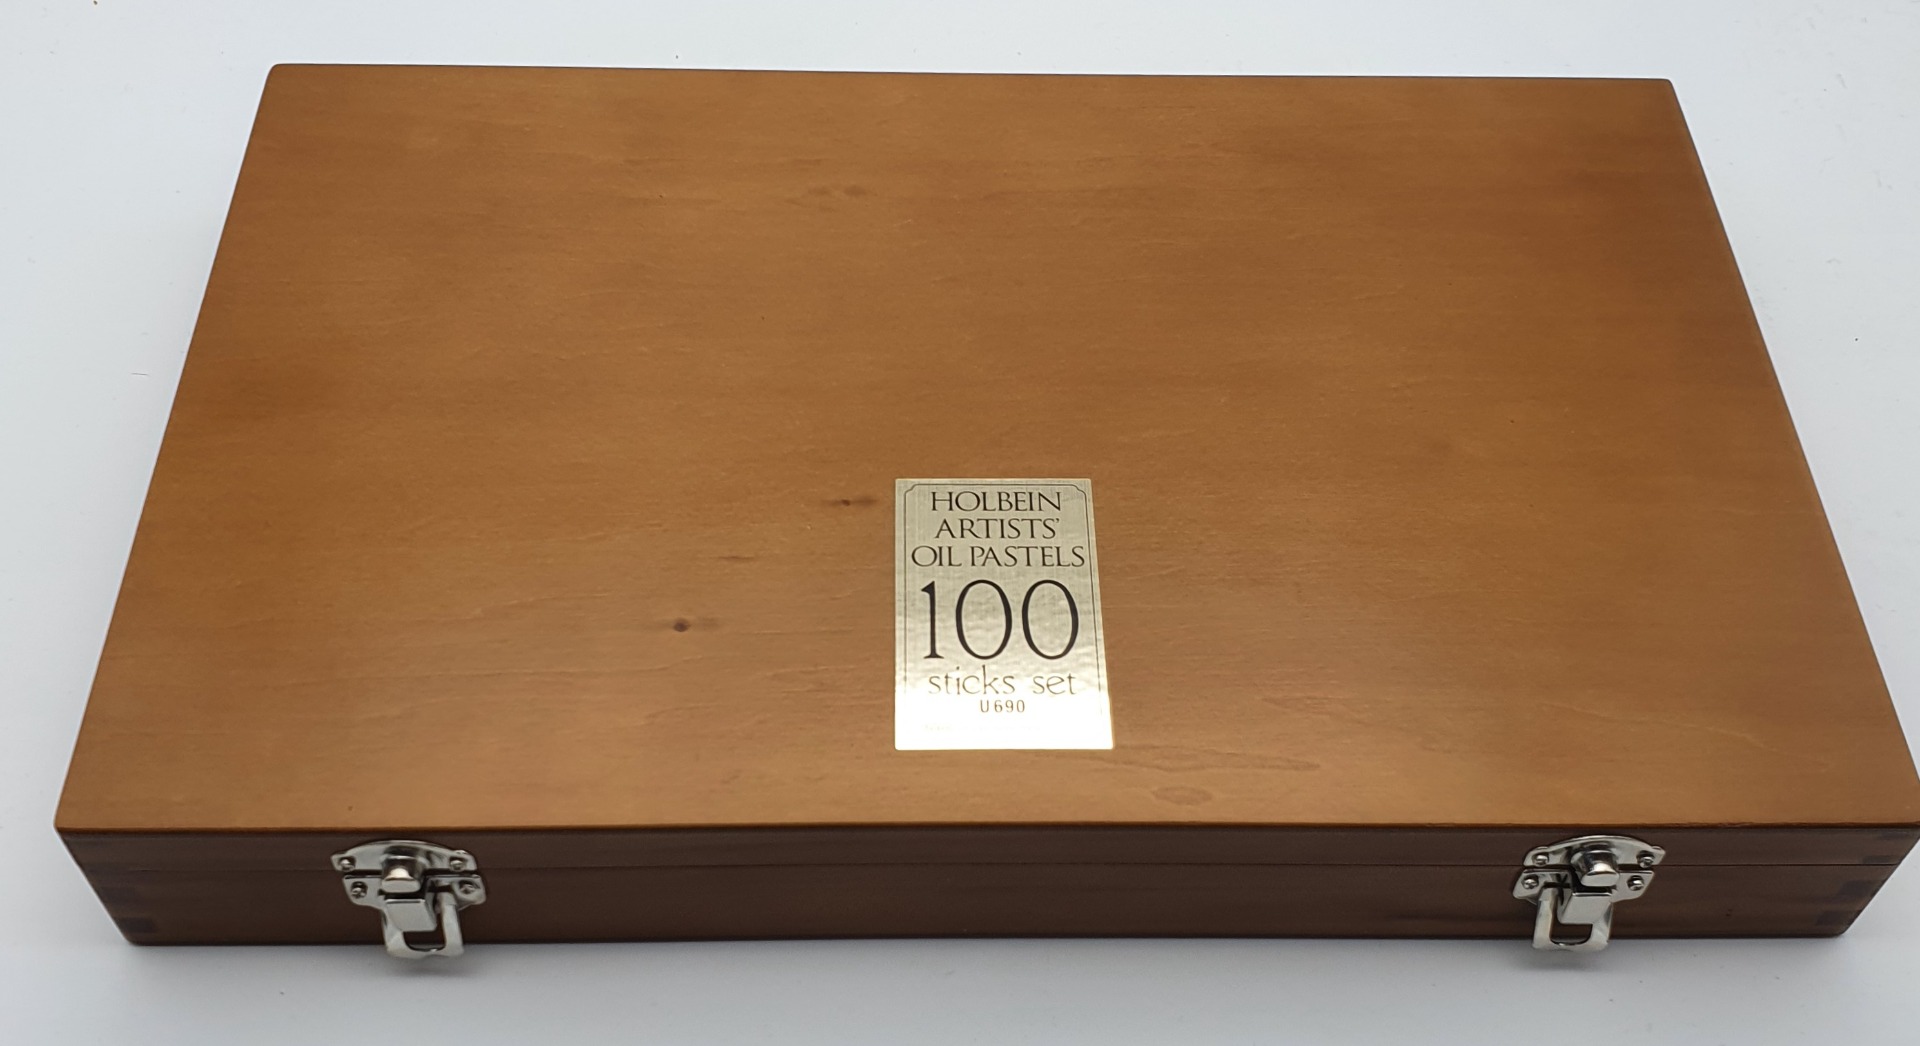 HOLBEIN
ARTISTS'
OIL PASTELS
100
sticks set
U690